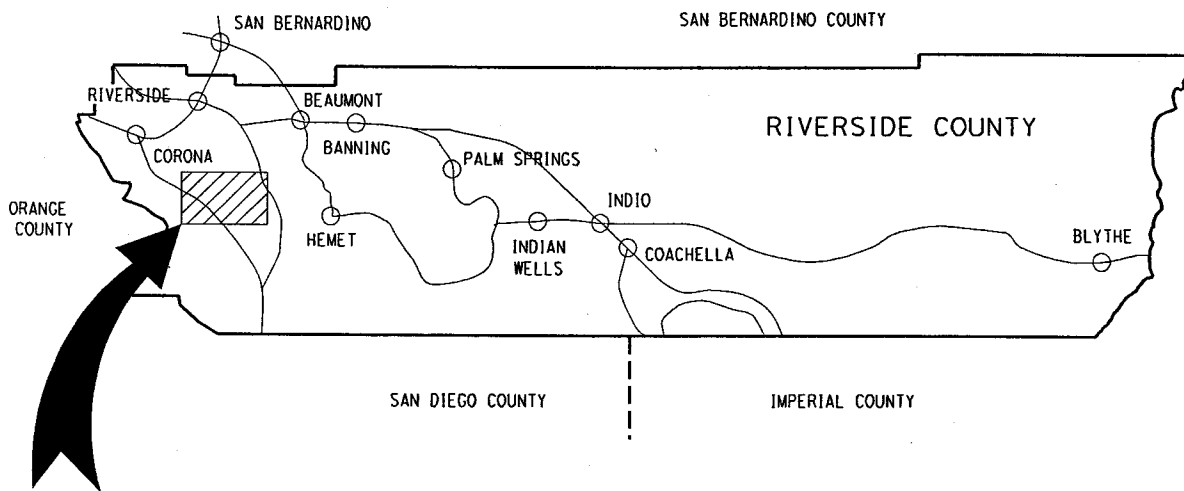 SAN BERNARDINO
SAN BERNARDINO COUNTY
RIVERSIDE
BEAUMONT
RIVERSIDE COUNTY
CORONA
BANNING
PALM SPRINGS
ORANGE
COUNTY
HEMET
INDIO
INDIAN
WELLS
COACHELLA
BLYTHE
SAN DIEGO COUNTY
IMPERIAL COUNTY